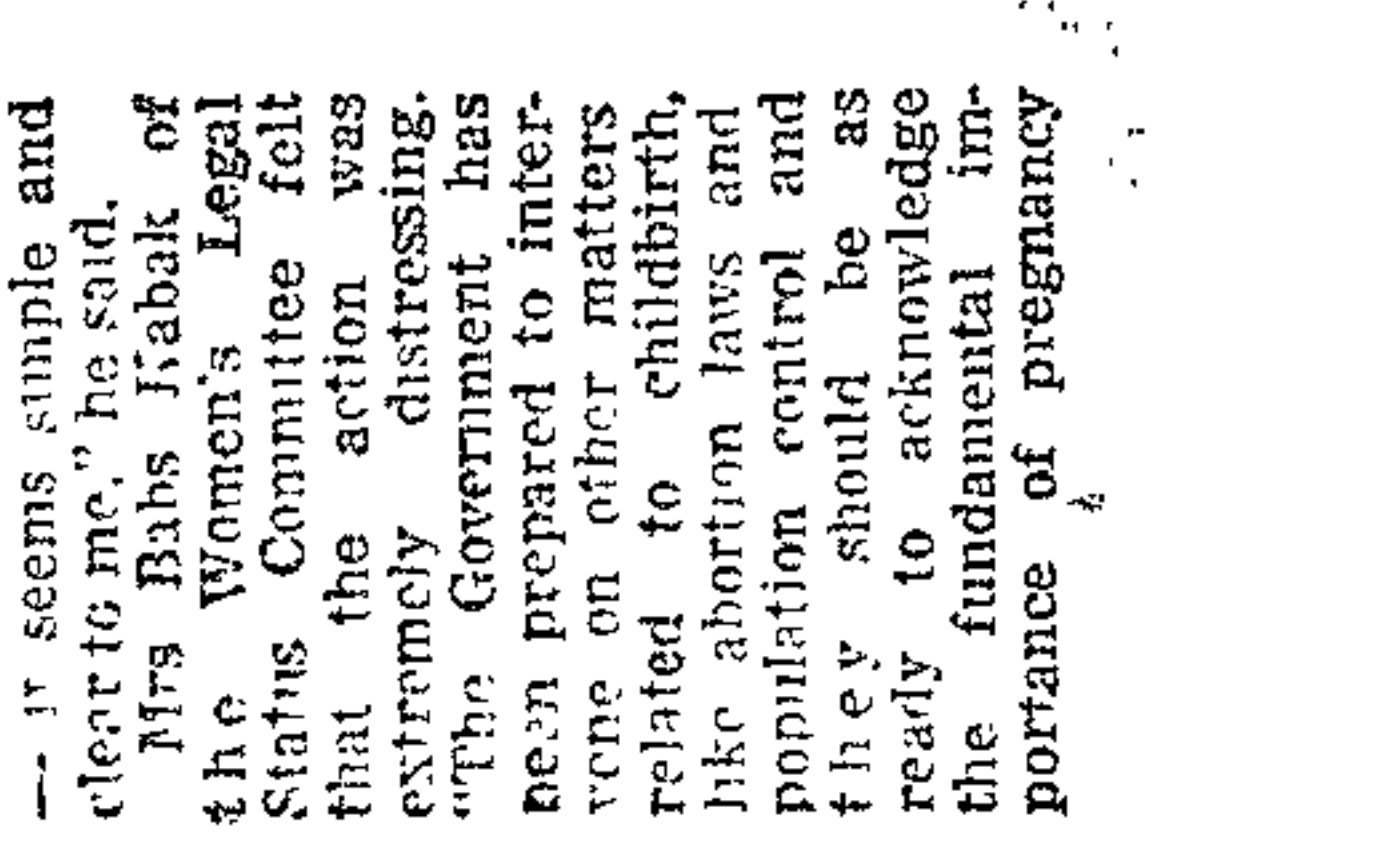 — it seems simple and
clear to me," he said.
Mrs Babs Kabak of
the Women's Legal
Status Committee felt
that the action was
extremely distressing.
"The Government has
been prepared to inter-
vene on other matters
related to childbirth,
like abortion laws and
population control and
they should be as
ready to acknowledge
the fundamental im-
portance of pregnancy